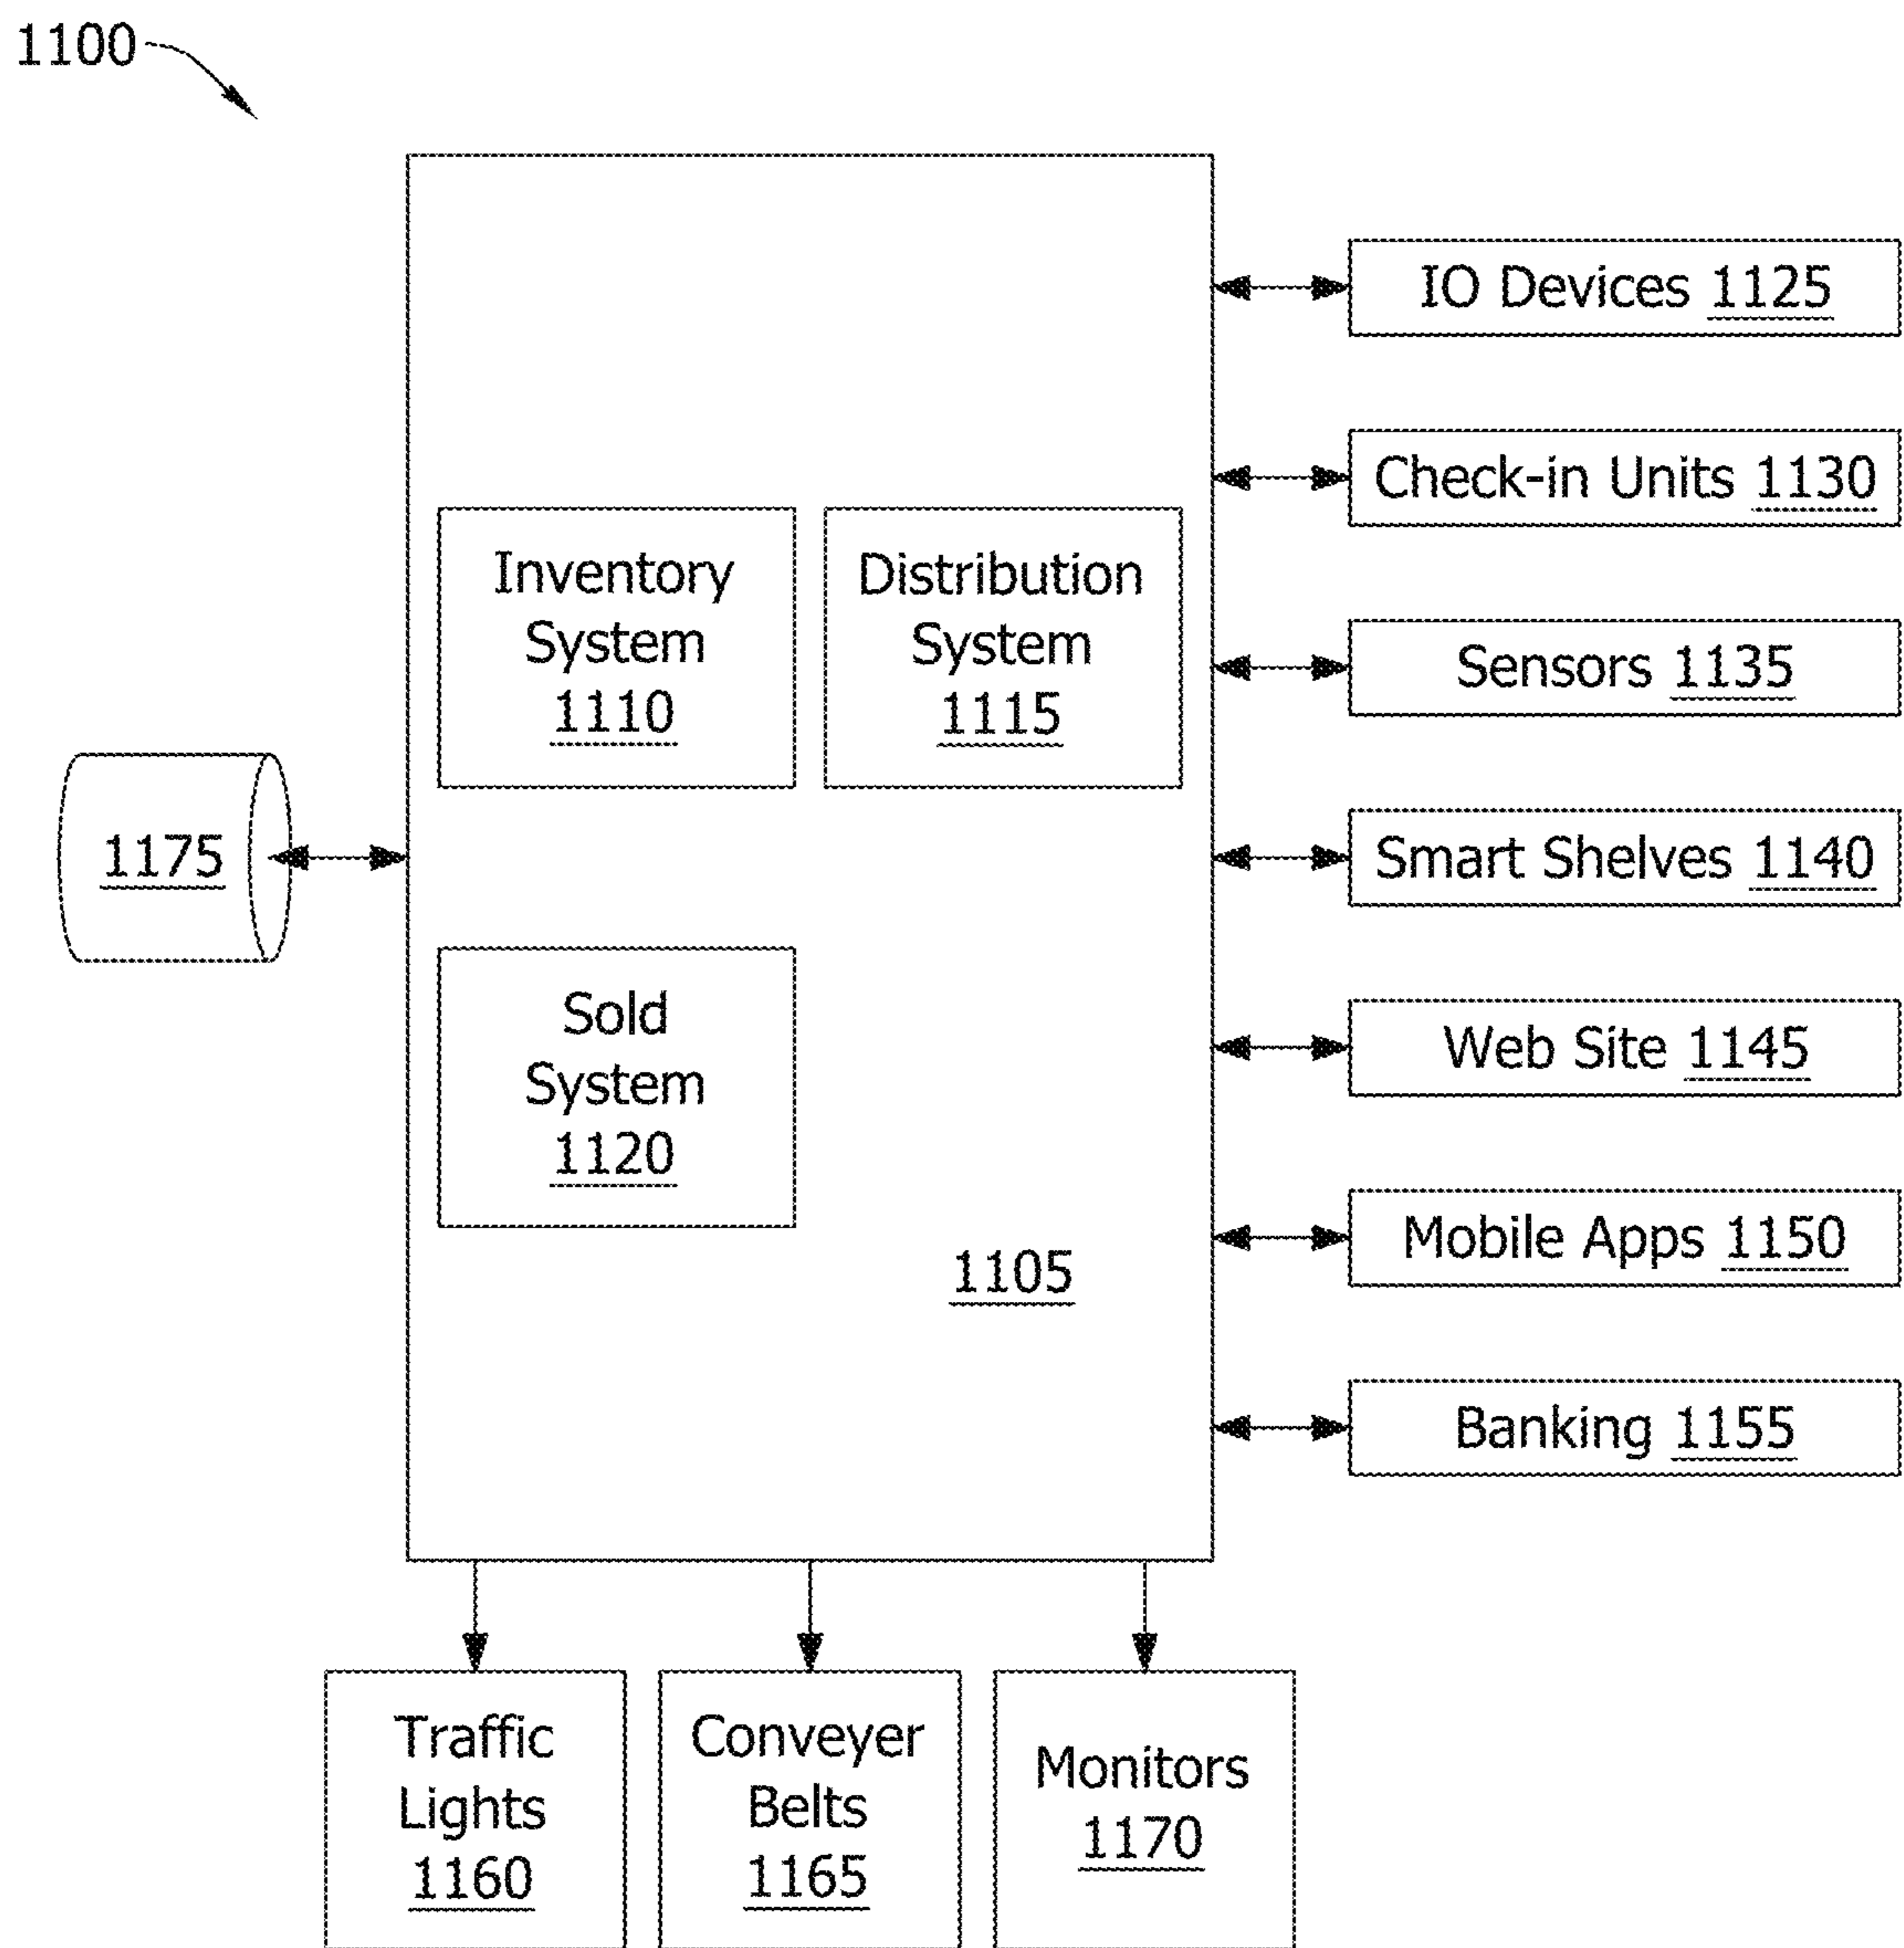 1100
IO Devices 1125
Check-in Units 1130
Inventory
System
1110
Distribution
System
1115
Sensors 1135
1175
Smart Shelves 1140
Sold
System
1120
Web Site 1145
Mobile Apps 1150
1105
Banking 1155
Traffic
Lights
1160
Conveyer
Belts
1165
Monitors
1170